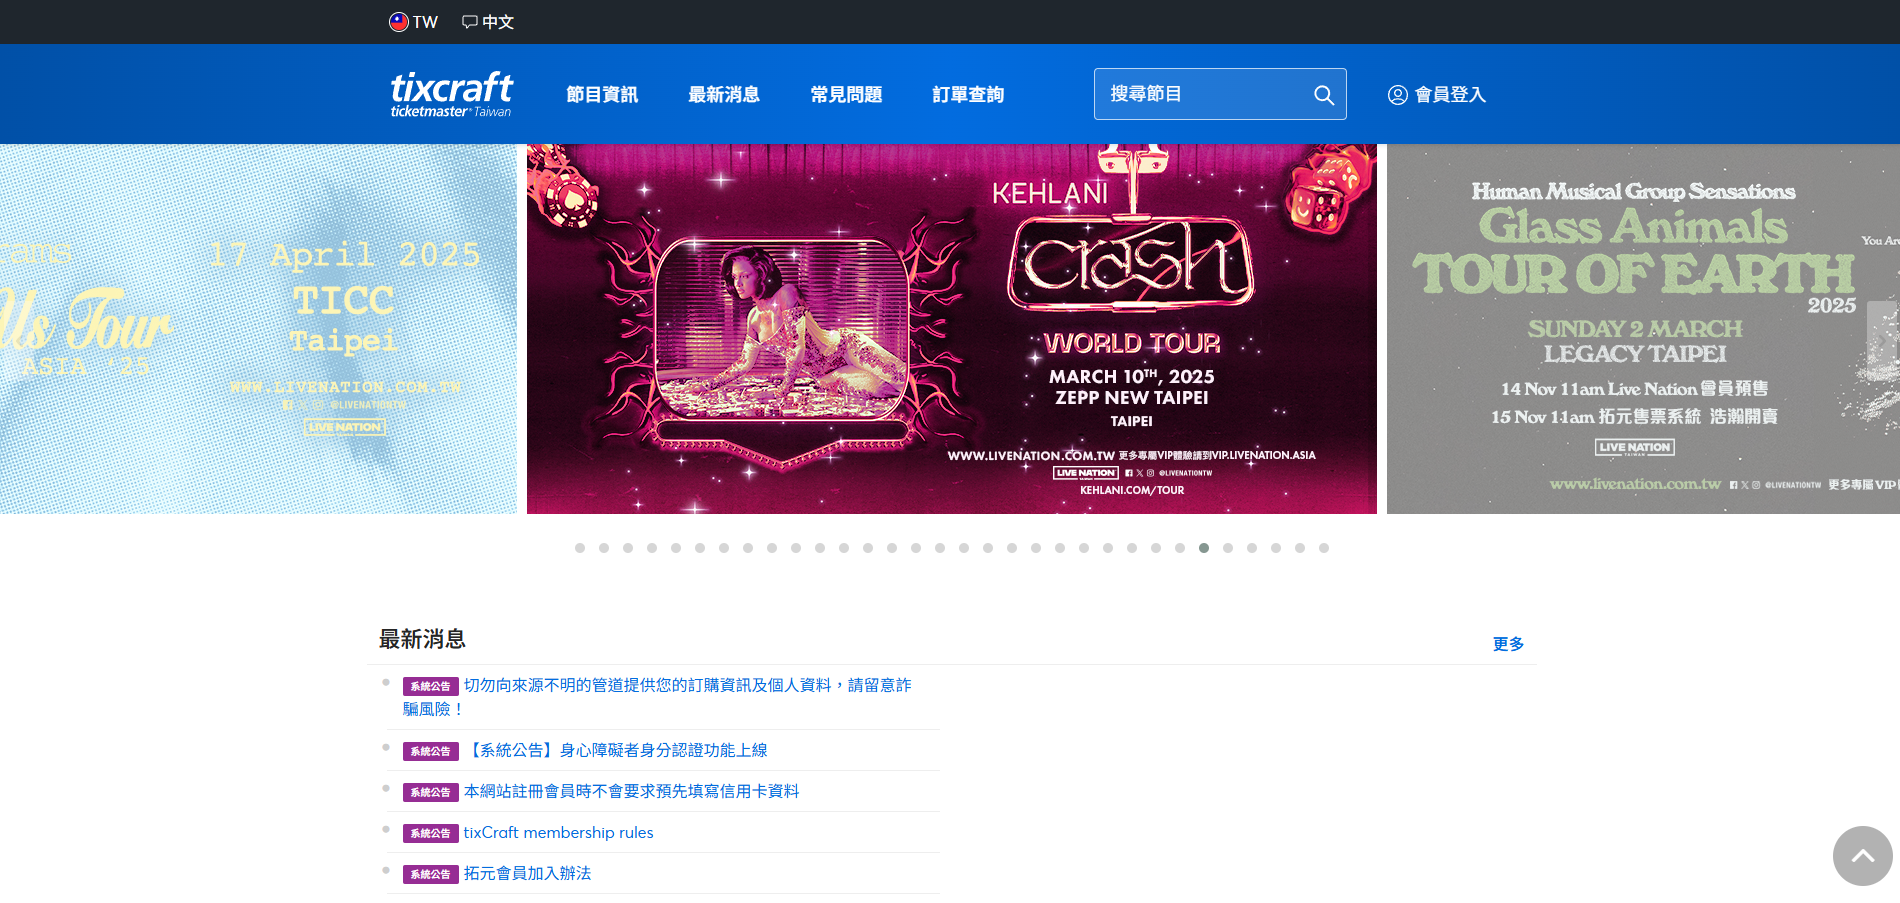 TW
中文
tixcraft
ticketmaster® Taiwan
節目資訊
最新消息
常見問題
訂單查詢
搜尋節目
會員登入
17 April 2025
TICC
Taipei
Us Tour
ASIA '25
WWW.LIVENATION.COM.TW
@LIVENATIONTW
LIVE NATION
KEHLANI
crash
WORLD TOUR
MARCH 10TH, 2025
ZEPP NEW TAIPEI
TAIPEI
WWW.LIVENATION.COM.TW 更多專屬VIP體驗請到VIP.LIVENATION.ASIA
LIVE NATION @LIVENATIONTW
KEHLANI.COM/TOUR
Human Musical Group Sensations
Glass Animals
You Are
TOUR OF EARTH
2025
SUNDAY 2 MARCH
LEGACY TAIPEI
14 Nov 11am Live Nation 會員預售
15 Nov 11am 拓元售票系統 浩瀚開賣
LIVE NATION
TAIWAN
www.livenation.com.tw @LIVENATIONTW 更多專屬VIP
最新消息
更多
系統公告 切勿向來源不明的管道提供您的訂購資訊及個人資料，請留意詐
騙風險！
系統公告 【系統公告】身心障礙者身分認證功能上線
系統公告 本網站註冊會員時不會要求預先填寫信用卡資料
系統公告 tixCraft membership rules
系統公告 拓元會員加入辦法